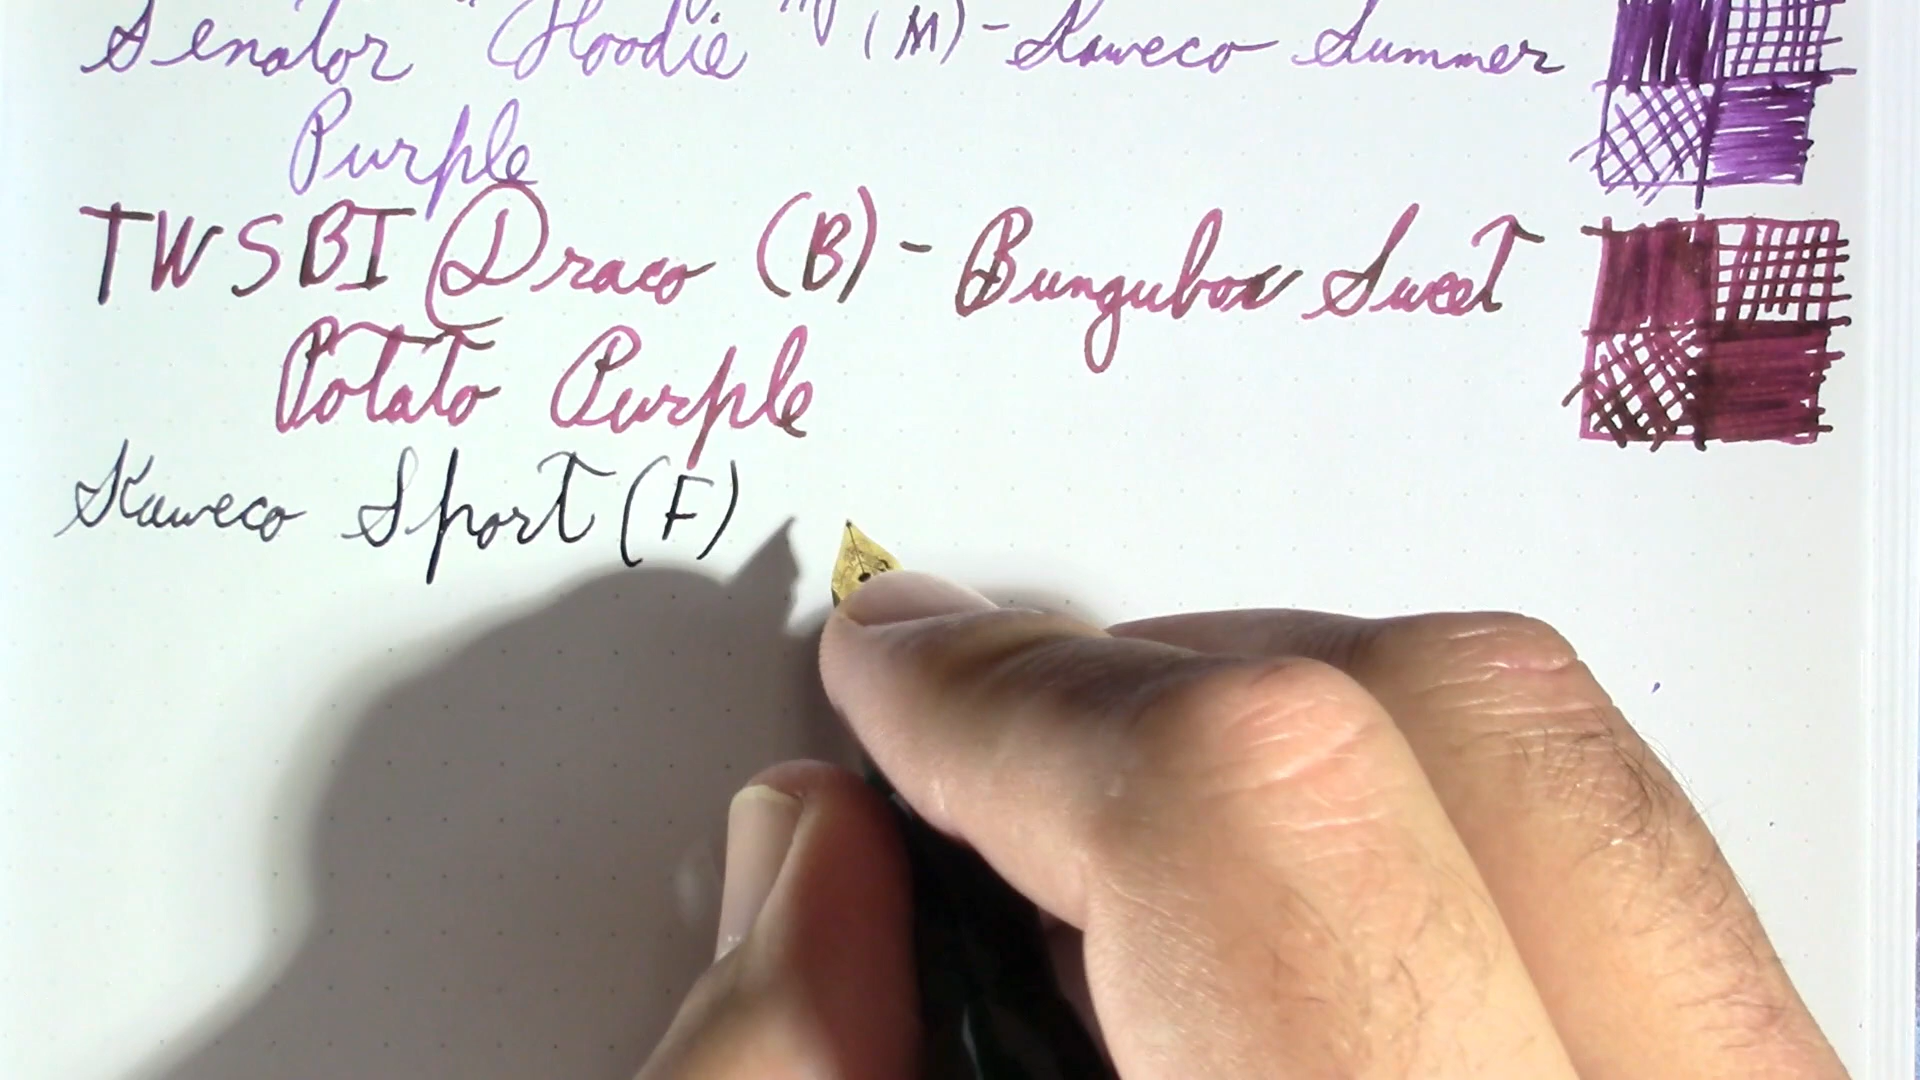 Senator "Hoodie" (M) - Kaweco Summer
Purple
TWSBI Draco (B) - Bungubox Sweet
Potato Purple
Kaweco Sport (F)